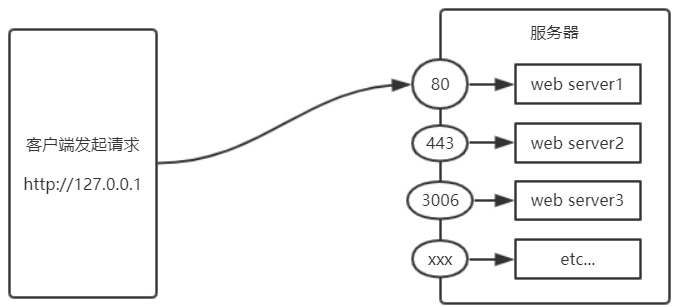 客户端发起请求
http://127.0.0.1
服务器
80
web server1
443
web server2
3006
web server3
xxx
etc...